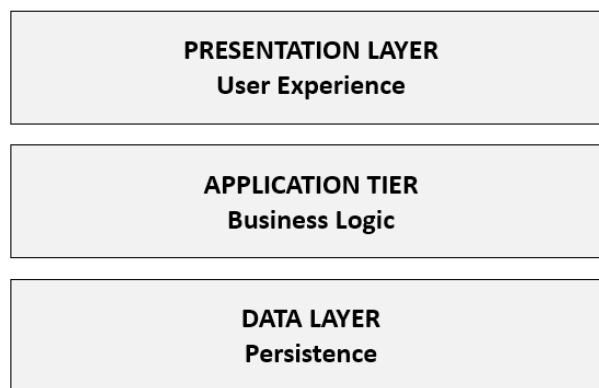 PRESENTATION LAYER
User Experience
APPLICATION TIER
Business Logic
DATA LAYER
Persistence